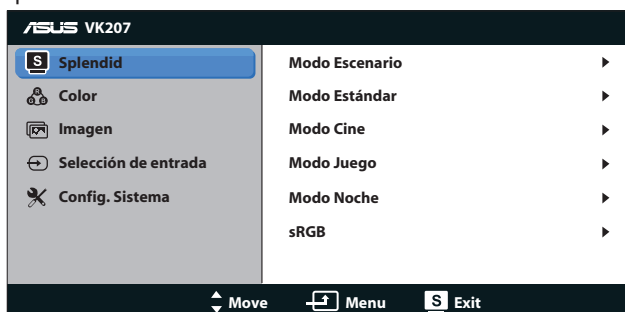 ASUS VK207
S Splendid
Color
Imagen
Selección de entrada
Config. Sistema
Modo Escenario
Modo Estándar
Modo Cine
Modo Juego
Modo Noche
sRGB
Move Menu S Exit